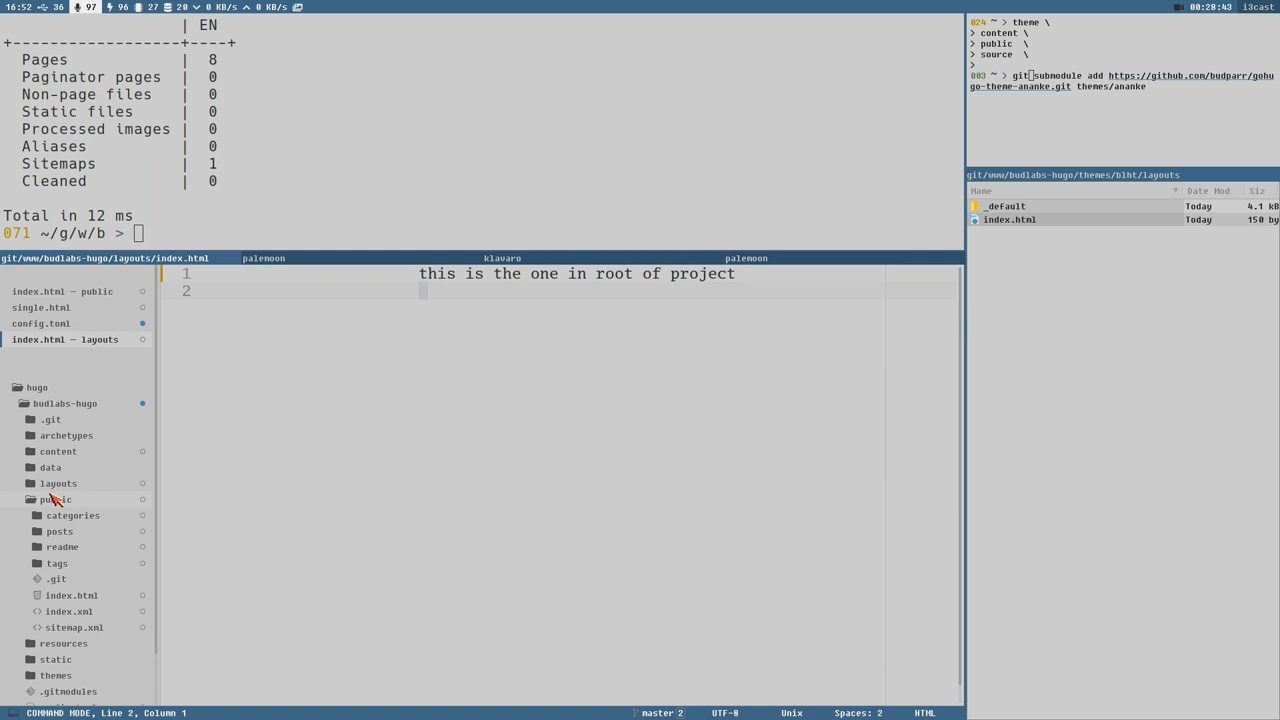 16:52 36 97 96 27 20 0 KB/s 0 KB/s 00:28:43 i3cast
| EN
+------------------+----+
Pages | 8
Paginator pages | 0
Non-page files | 0
Static files | 0
Processed images | 0
Aliases | 0
Sitemaps | 1
Cleaned | 0
Total in 12 ms
071 ~/g/w/b >
024 ~ > theme \
> content \
> public \
> source \
>
003 ~ > git submodule add https://github.com/budparr/gohu
go-theme-ananke.git themes/ananke
git/www/budlabs-hugo/themes/blht/layouts
Name Date Mod Siz
_default Today 4.1 kB
index.html Today 150 by
git/www/budlabs-hugo/layouts/index.html palemoon klavaro palemoon
1 this is the one in root of project
2
index.html — public
single.html
config.toml
index.html — layouts
hugo
budlabs-hugo
.git
archetypes
content
data
layouts
public
categories
posts
readme
tags
.git
index.html
index.xml
sitemap.xml
resources
static
themes
.gitmodules
COMMAND MODE, Line 2, Column 1 master 2 UTF-8 Unix Spaces: 2 HTML